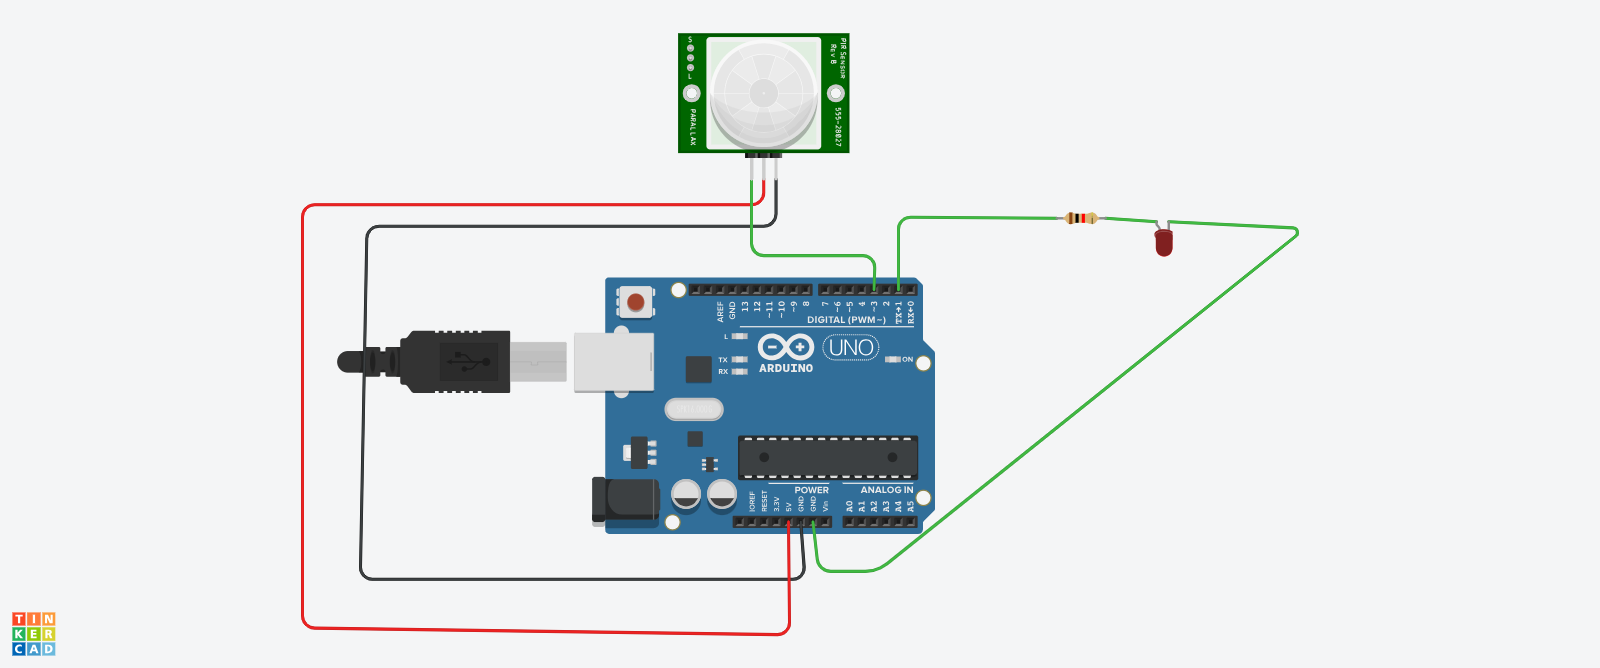 S
L
PARALLAX
PIR SENSOR
Rev B
555-28027
AREF
GND
13
12
~11
~10
~9
8
7
~6
~5
4
~3
2
TX→1
RX←0
DIGITAL (PWM~)
L
TX
RX
UNO
ARDUINO
ON
POWER
ANALOG IN
IOREF
RESET
3.3V
5V
GND
GND
Vin
A0
A1
A2
A3
A4
A5
TIN
KER
CAD